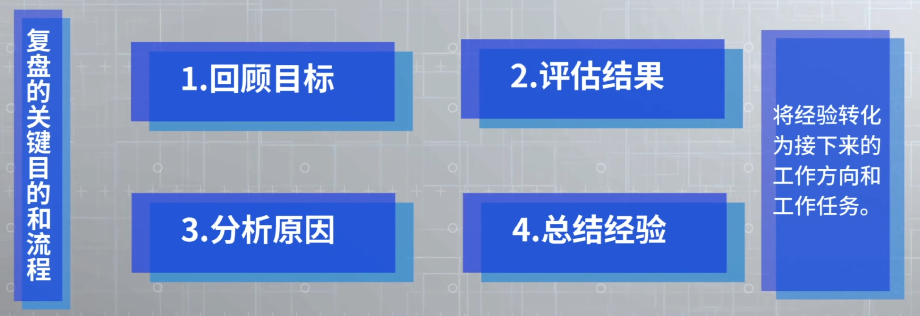 复盘的关键目的和流程
1.回顾目标
2.评估结果
3.分析原因
4.总结经验
将经验转化
为接下来的
工作方向和
工作任务。